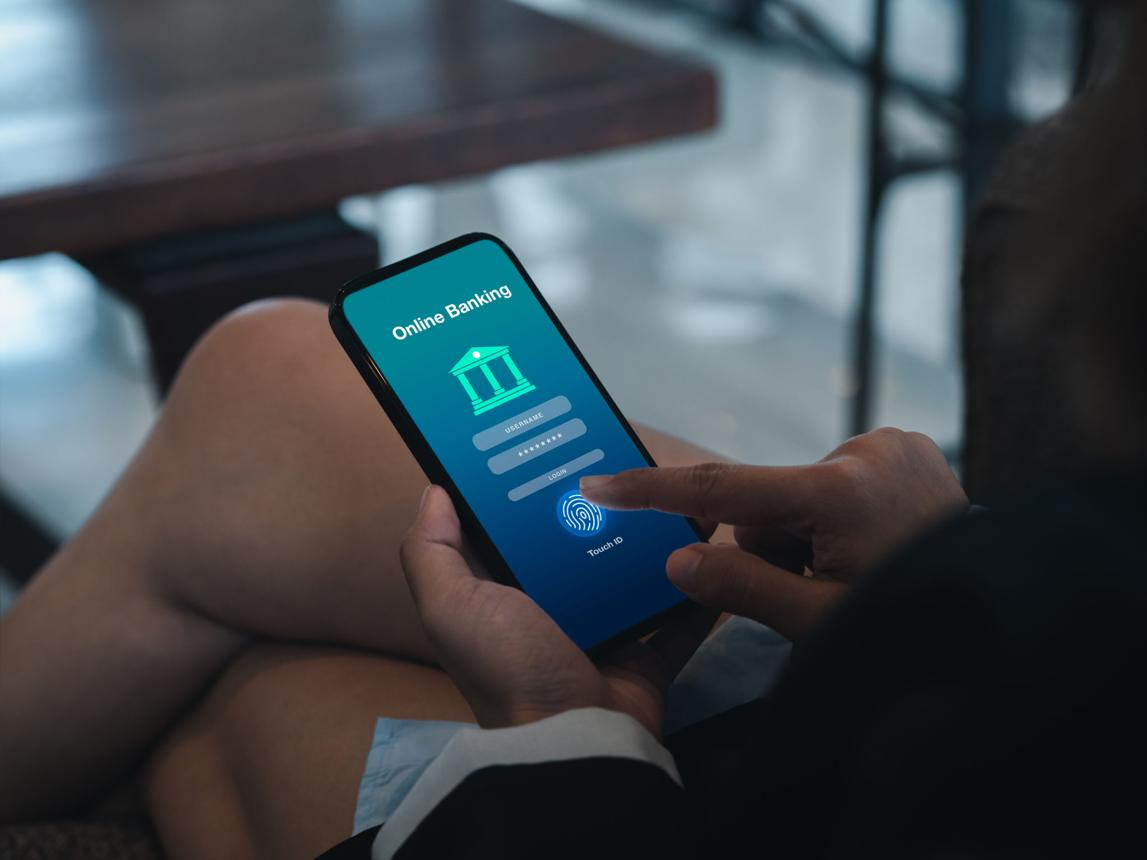 Online Banking
USERNAME
********
LOGIN
Touch ID